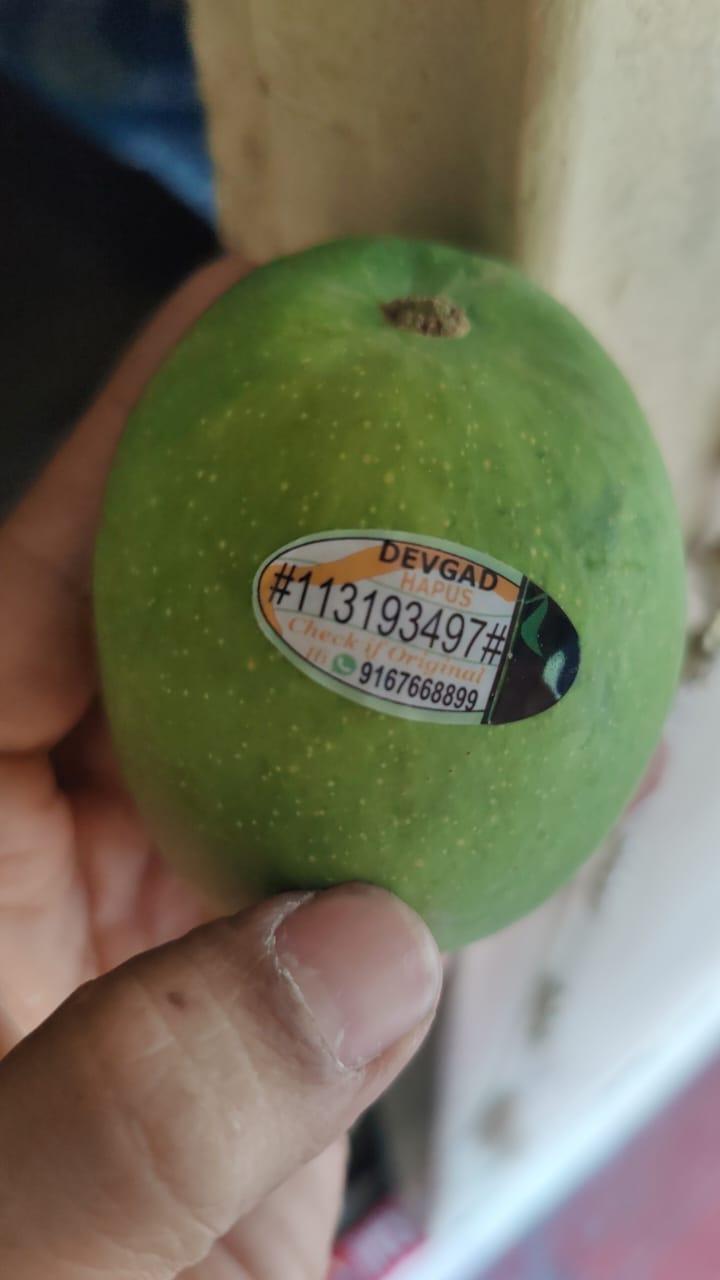 DEVGAD
HAPUS
#113193497#
Check if Original
9167668899